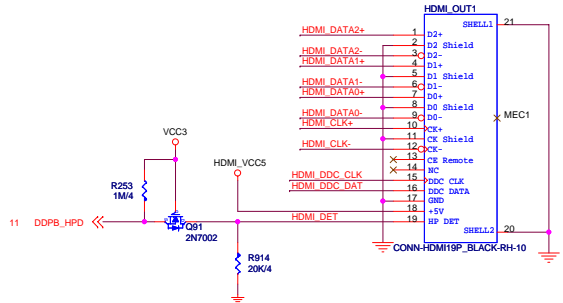 HDMI_OUT1
SHELL1 21
HDMI_DATA2+ 1 D2+
2 D2 Shield
HDMI_DATA2- 3 D2-
HDMI_DATA1+ 4 D1+
5 D1 Shield
HDMI_DATA1- 6 D1-
HDMI_DATA0+ 7 D0+
8 D0 Shield
HDMI_DATA0- 9 D0-
MEC1
HDMI_CLK+ 10 CK+
11 CK Shield
HDMI_CLK- 12 CK-
13 CE Remote
14 NC
HDMI_DDC_CLK 15 DDC CLK
HDMI_DDC_DAT 16 DDC DATA
17 GND
18 +5V
HDMI_DET 19 HP DET
SHELL2 20
CONN-HDMI19P_BLACK-RH-10
VCC3
HDMI_VCC5
R253
1M/4
11 DDPB_HPD
Q91
2N7002
R914
20K/4